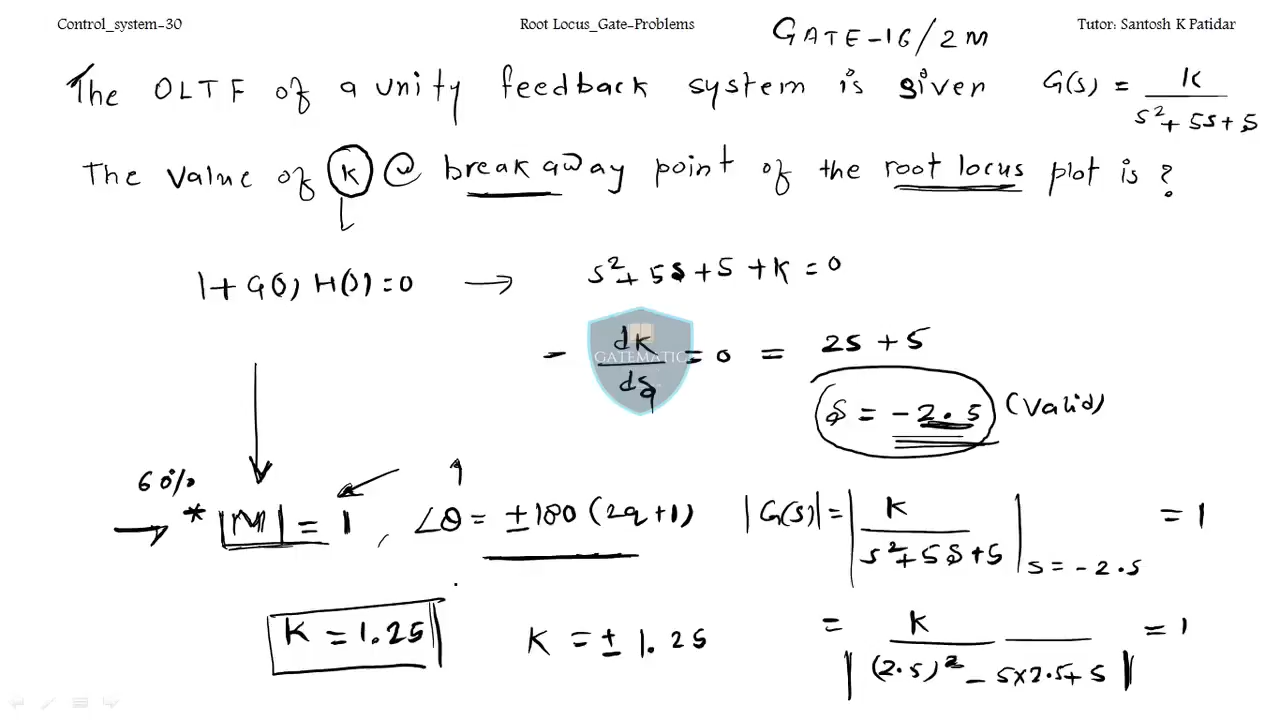 Control_system-30
Root Locus_Gate-Problems
Tutor: Santosh K Patidar
GATE-16/2M
The OLTF of a unity feedback system is given G(s) = K / s²+5s+5
The value of K @ break away point of the root locus plot is?
1+G(s) H(s)=0 → s²+5s+5+K=0
- dK/ds = 0 = 2s+5
GATEMATIC
s = -2.5 (valid)
60%
→ * |M| = 1, ∠θ = ±180 (2q+1)
|G(s)| = | K / s²+5s+5 | s=-2.5 = 1
K = 1.25
K = ± 1.25
= | K / (2.5)² - 5×2.5+5 | = 1